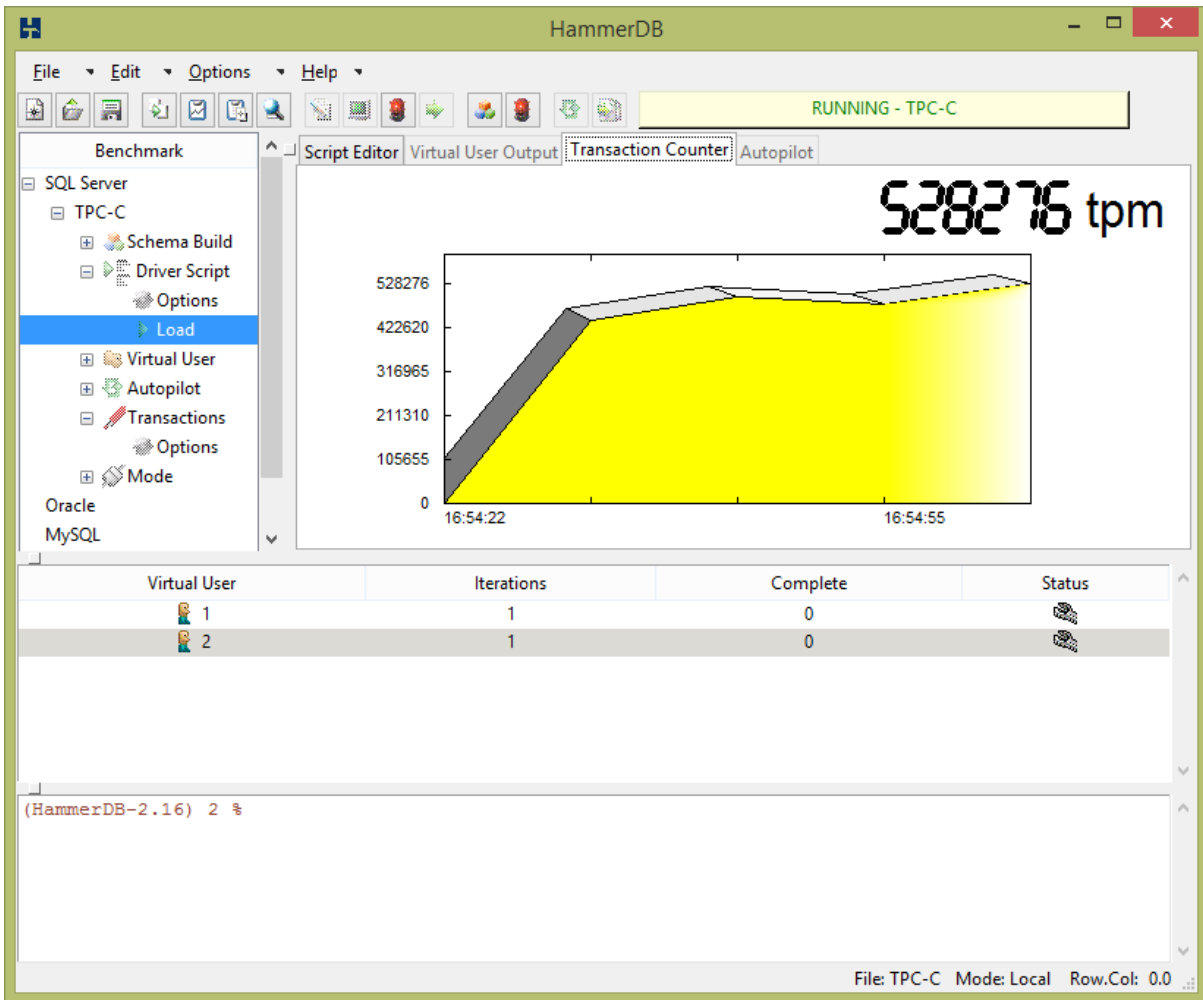 HammerDB
File Edit Options Help
RUNNING - TPC-C
Benchmark
Script Editor Virtual User Output Transaction Counter Autopilot
SQL Server
TPC-C
Schema Build
Driver Script
Options
Load
Virtual User
Autopilot
Transactions
Options
Mode
Oracle
MySQL
528276 tpm
528276
422620
316965
211310
105655
0
16:54:22 16:54:55
Virtual User Iterations Complete Status
1 1 0
2 1 0
(HammerDB-2.16) 2 %
File: TPC-C Mode: Local Row.Col: 0.0